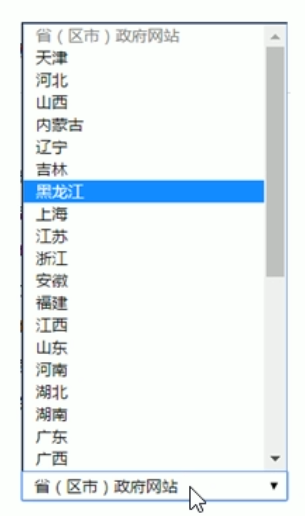 省（区市）政府网站
天津
河北
山西
内蒙古
辽宁
吉林
黑龙江
上海
江苏
浙江
安徽
福建
江西
山东
河南
湖北
湖南
广东
广西
省（区市）政府网站